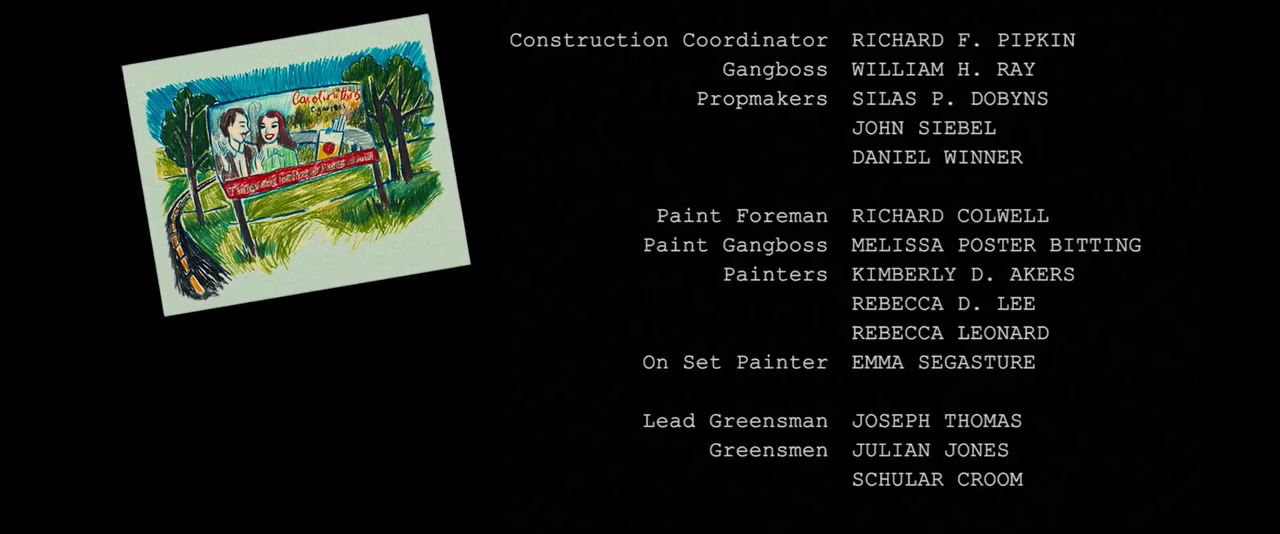 Construction Coordinator RICHARD F. PIPKIN
Gangboss WILLIAM H. RAY
Propmakers SILAS P. DOBYNS
JOHN SIEBEL
DANIEL WINNER
Paint Foreman RICHARD COLWELL
Paint Gangboss MELISSA POSTER BITTING
Painters KIMBERLY D. AKERS
REBECCA D. LEE
REBECCA LEONARD
On Set Painter EMMA SEGASTURE
Lead Greensman JOSEPH THOMAS
Greensmen JULIAN JONES
SCHULAR CROOM